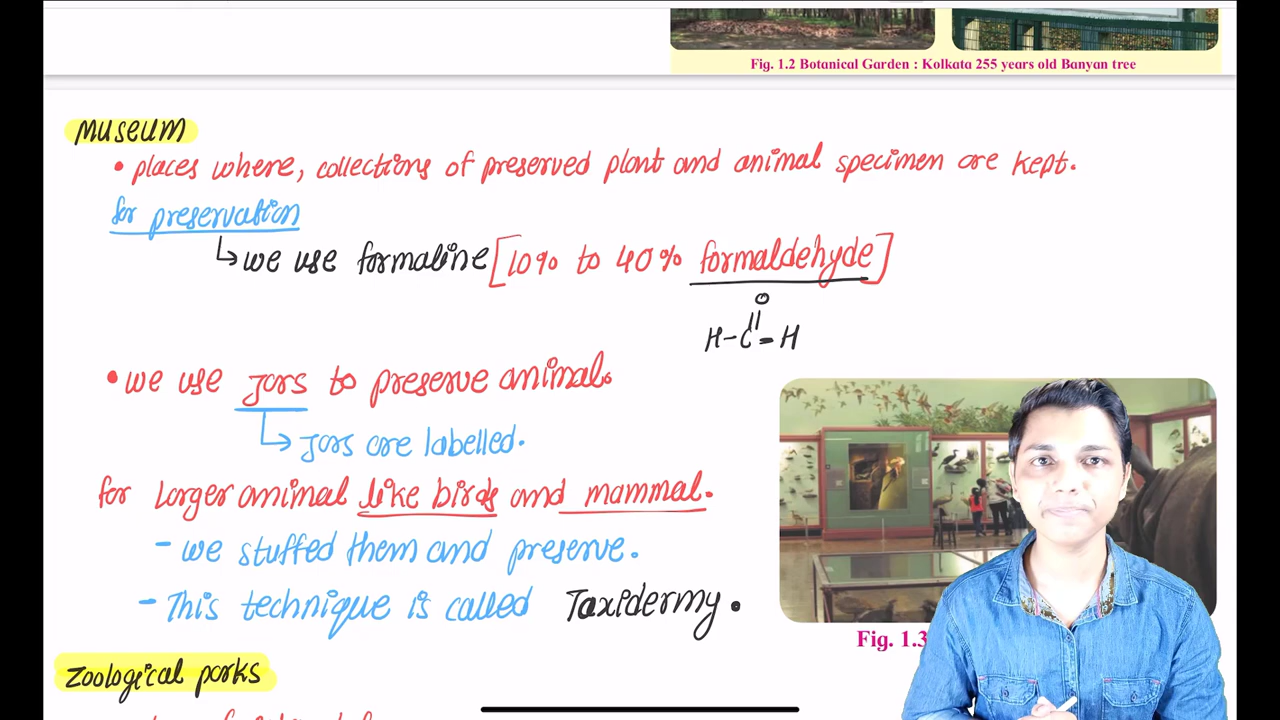 Fig. 1.2 Botanical Garden : Kolkata 255 years old Banyan tree
MUSEUM
• places where, collections of preserved plant and animal specimen are kept.
for preservation
↳ we use formaline [10% to 40% formaldehyde]
O
||
H-C-H
• we use Jars to preserve animal.
↳ Jars are labelled.
for larger animal like birds and mammal.
- we stuffed them and preserve.
- This technique is called Taxidermy.
Fig. 1.3
Zoological parks